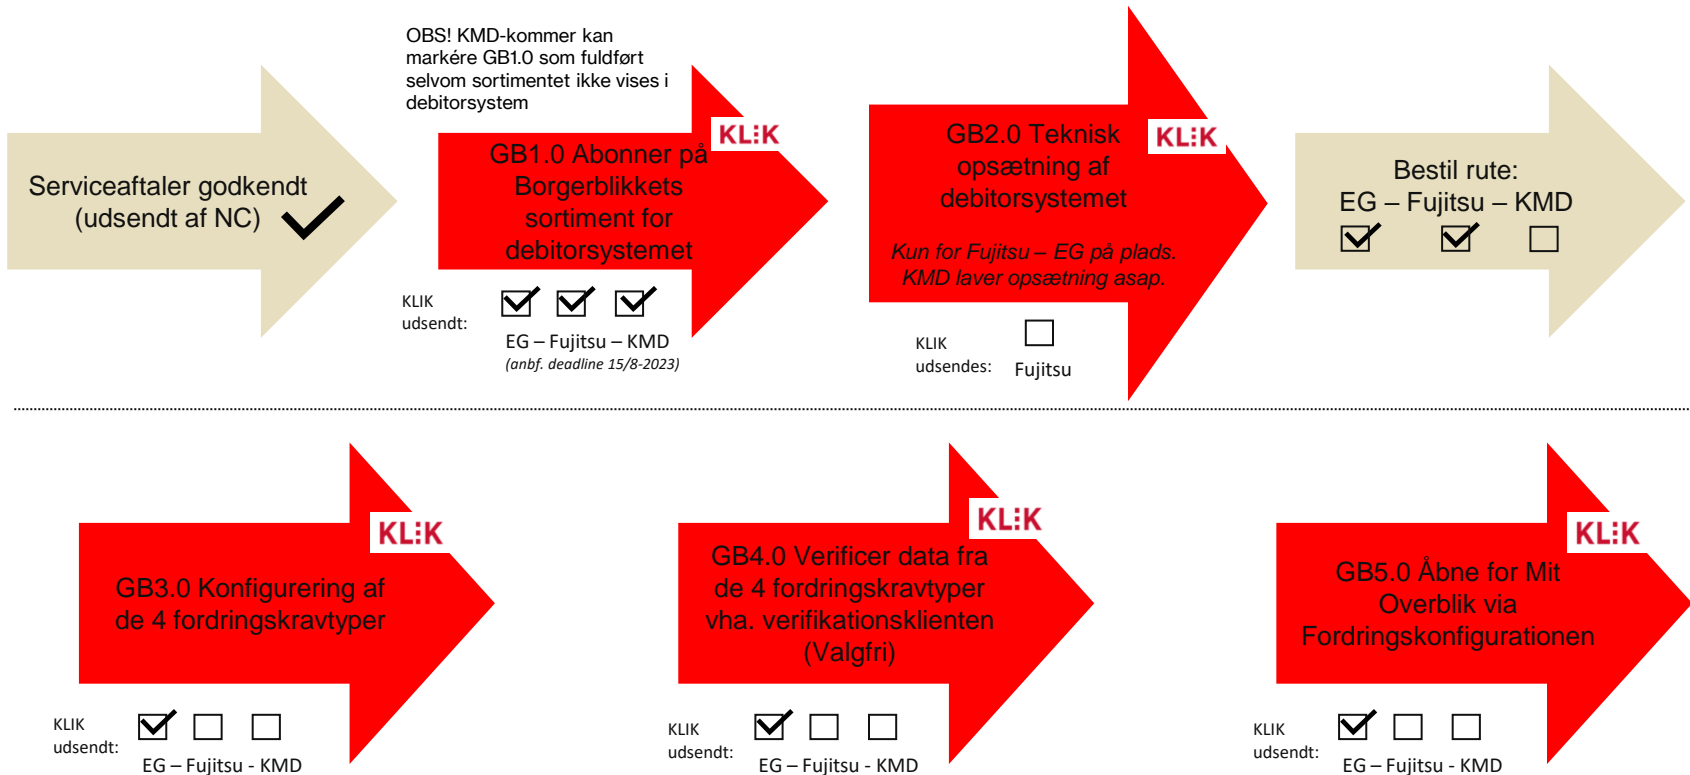 OBS! KMD-kommer kan
markére GB1.0 som fuldført
selvom sortimentet ikke vises i
debitorsystem
Serviceaftaler godkendt
(udsendt af NC)
KL⁝K
GB1.0 Abonner på
Borgerblikkets
sortiment for
debitorsystemet
KLIK
udsendt:
EG – Fujitsu – KMD
(anbf. deadline 15/8-2023)
KL⁝K
GB2.0 Teknisk
opsætning af
debitorsystemet
Kun for Fujitsu – EG på plads.
KMD laver opsætning asap.
KLIK
udsendes:
Fujitsu
Bestil rute:
EG – Fujitsu – KMD
KL⁝K
GB3.0 Konfigurering af
de 4 fordringskravtyper
KLIK
udsendt:
EG – Fujitsu - KMD
KL⁝K
GB4.0 Verificer data fra
de 4 fordringskravtyper
vha. verifikationsklienten
(Valgfri)
KLIK
udsendt:
EG – Fujitsu - KMD
KL⁝K
GB5.0 Åbne for Mit
Overblik via
Fordringskonfigurationen
KLIK
udsendt:
EG – Fujitsu - KMD